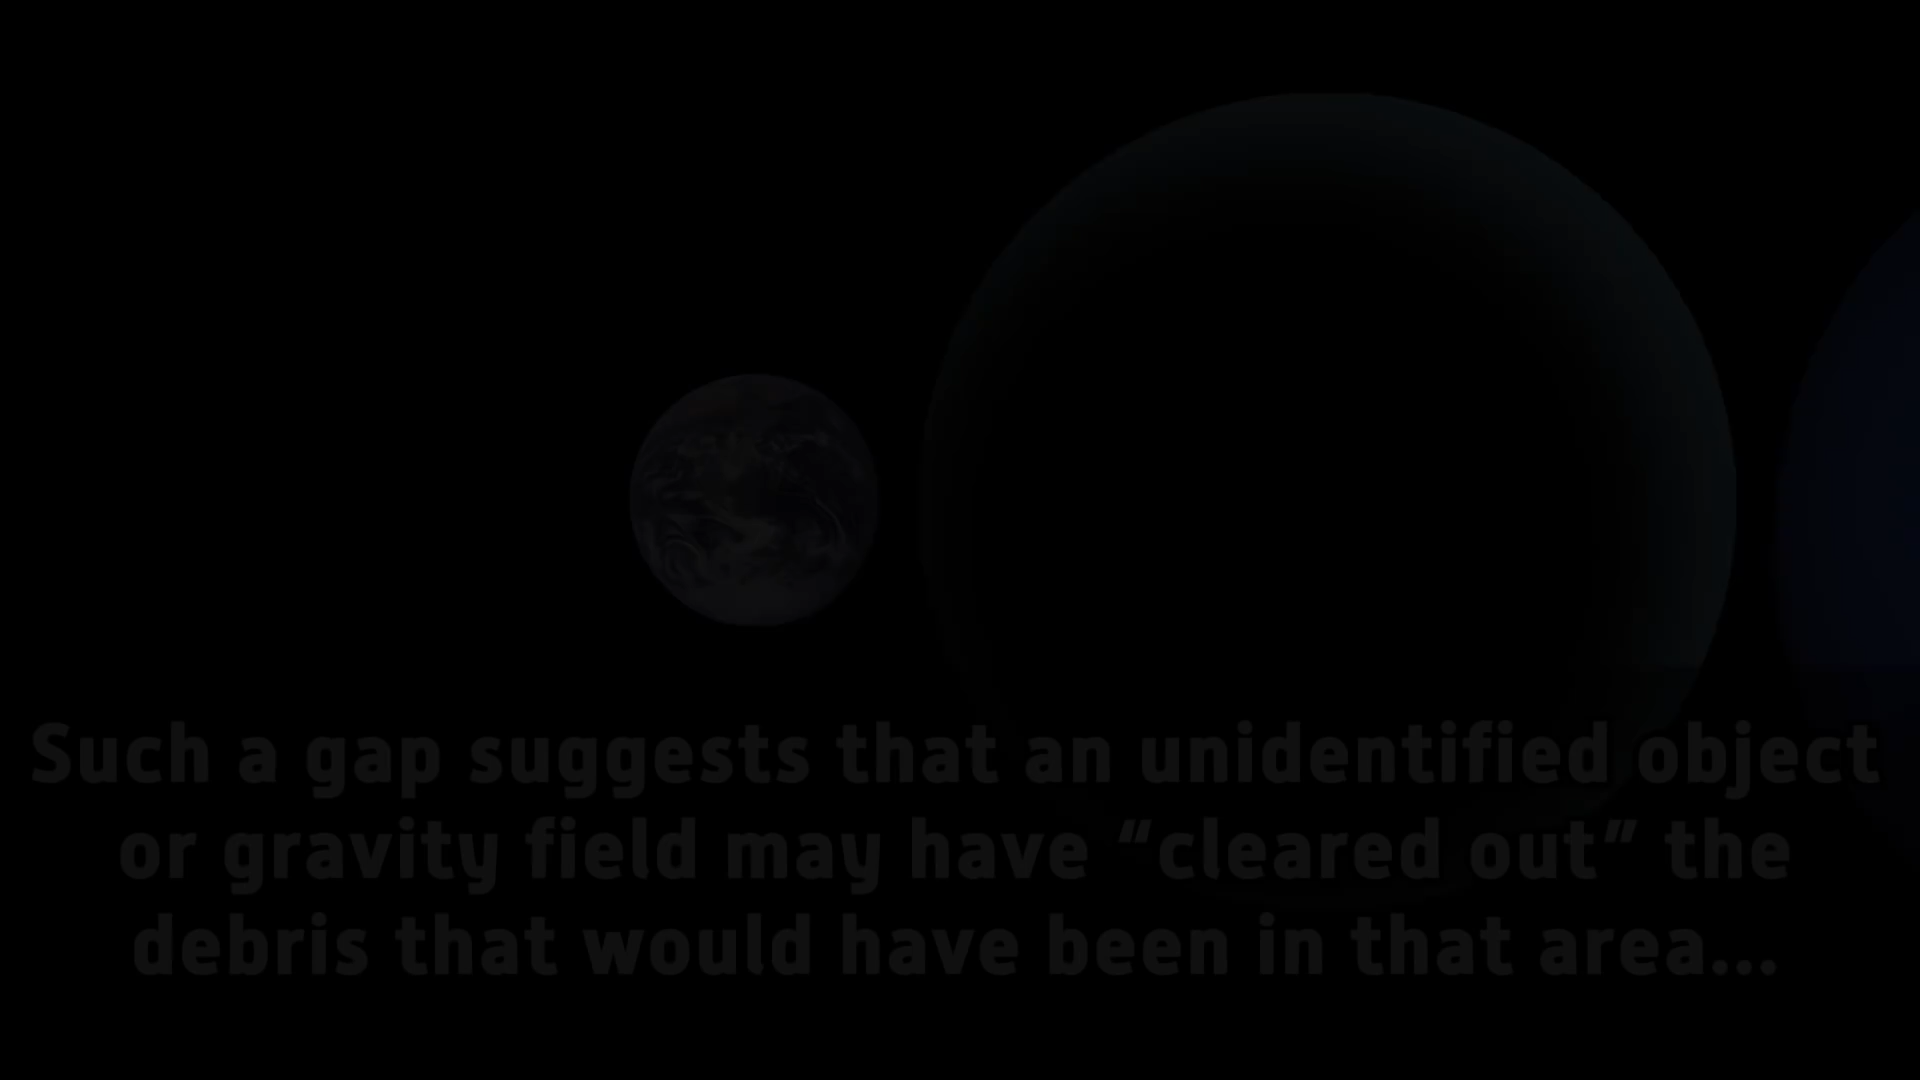 Such a gap suggests that an unidentified object
or gravity field may have “cleared out” the
debris that would have been in that area...